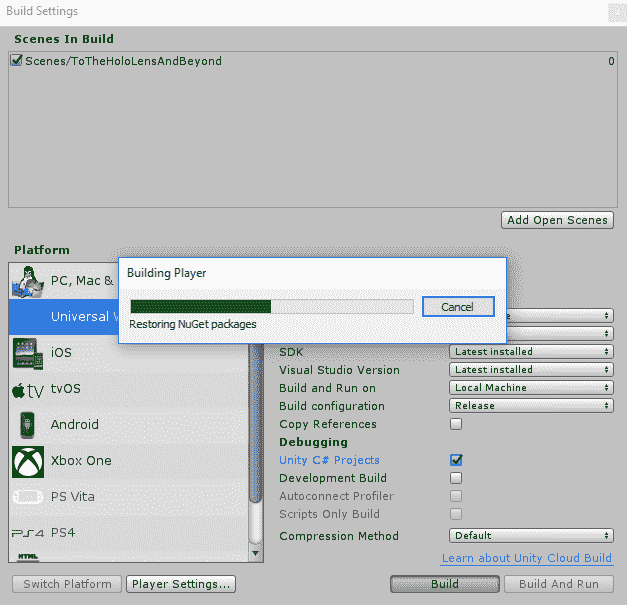 Build Settings
Scenes In Build
Scenes/ToTheHoloLensAndBeyond 0
Add Open Scenes
Platform
PC, Mac &
Universal W
iOS
tvOS
Android
Xbox One
PS Vita
PS4
HTML
Building Player
Cancel
Restoring NuGet packages
SDK Latest installed
Visual Studio Version Latest installed
Build and Run on Local Machine
Build configuration Release
Copy References
Debugging
Unity C# Projects
Development Build
Autoconnect Profiler
Scripts Only Build
Compression Method Default
Learn about Unity Cloud Build
Switch Platform Player Settings... Build Build And Run